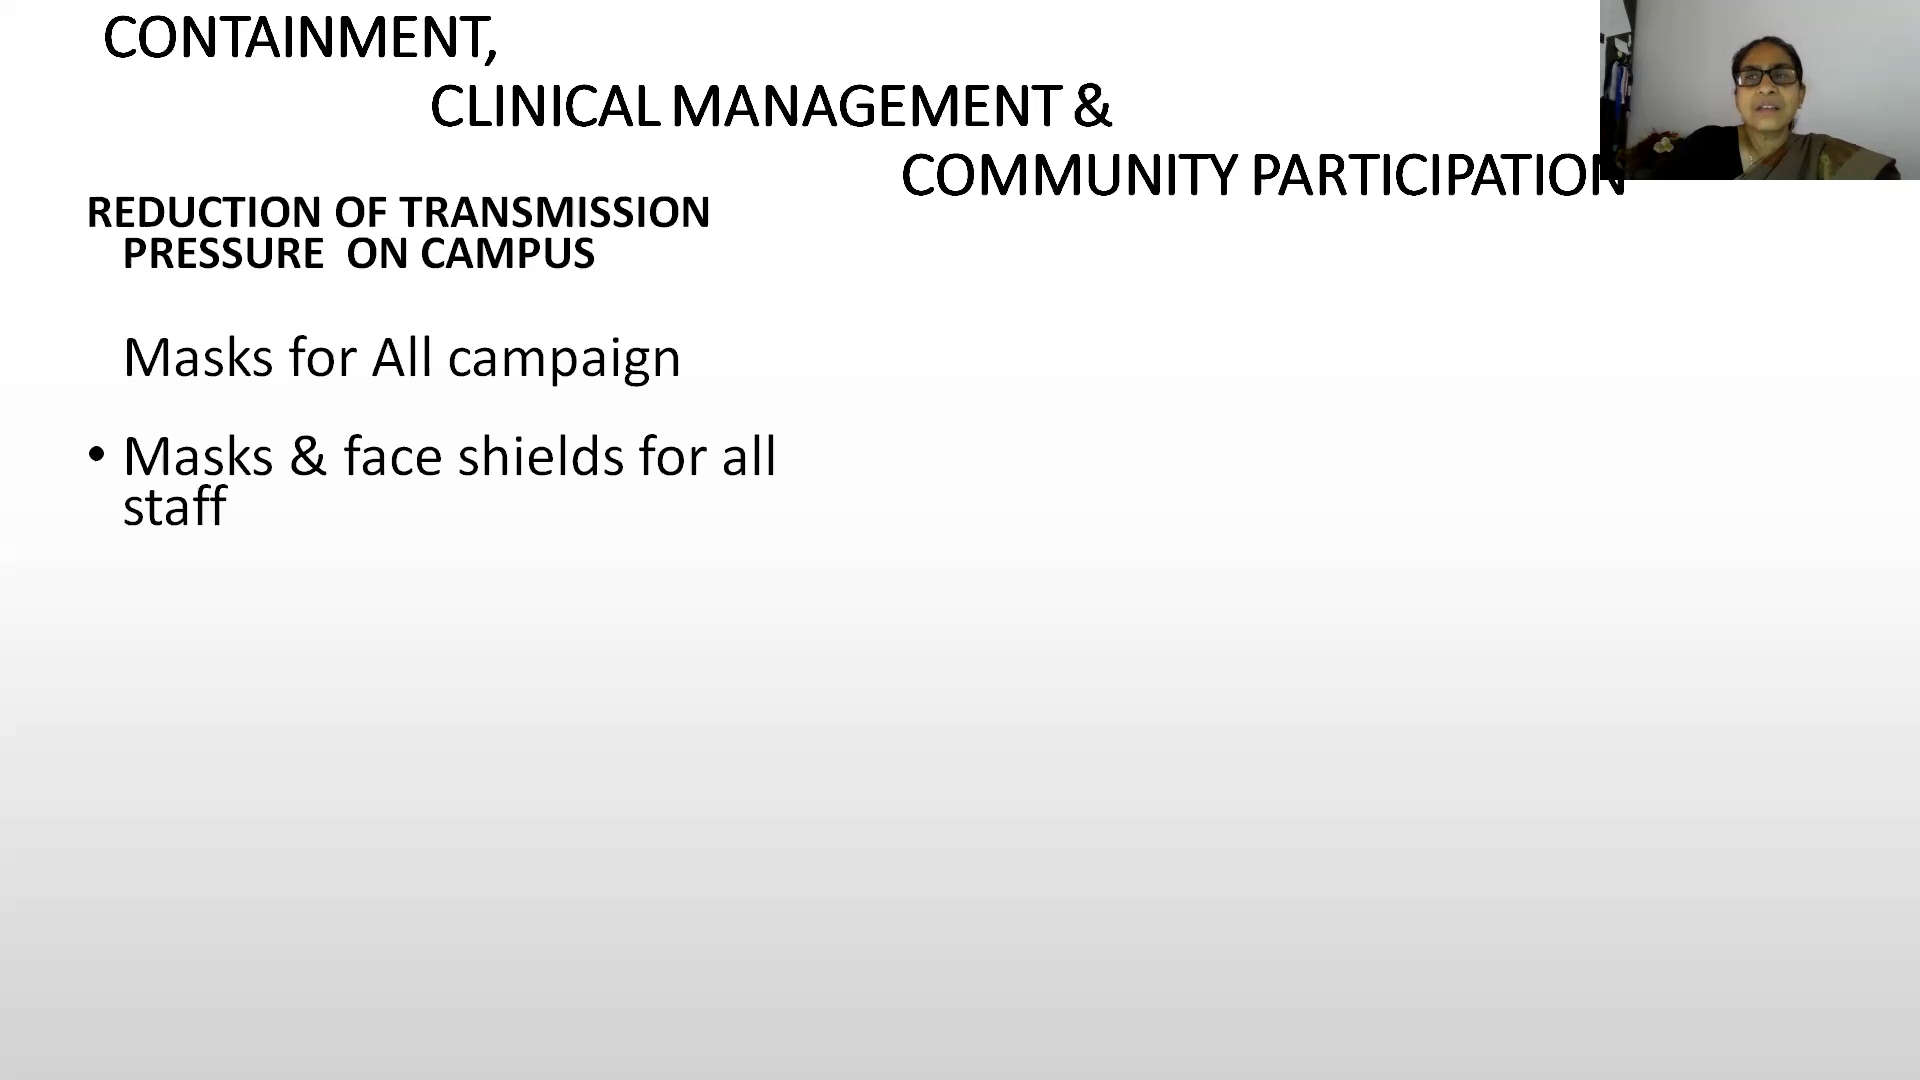 CONTAINMENT,
CLINICAL MANAGEMENT &
COMMUNITY PARTICIPATION
REDUCTION OF TRANSMISSION
PRESSURE ON CAMPUS
Masks for All campaign
• Masks & face shields for all
staff